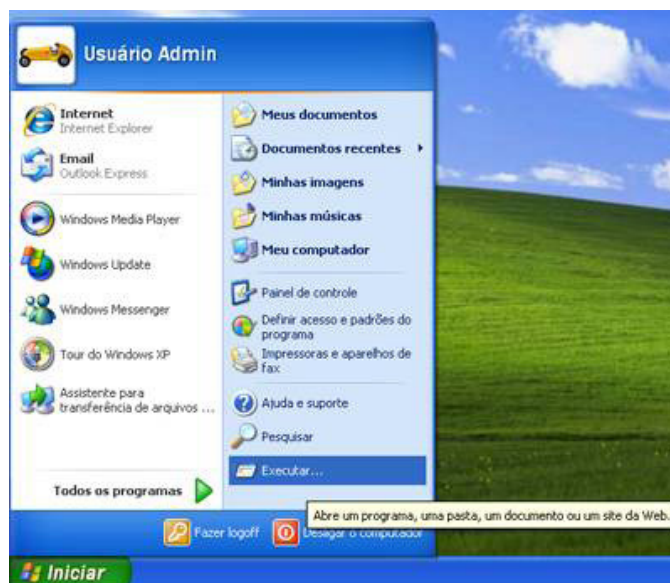 Usuário Admin
Internet
Internet Explorer
Email
Outlook Express
Windows Media Player
Windows Update
Windows Messenger
Tour do Windows XP
Assistente para
transferência de arquivos ...
Todos os programas
Meus documentos
Documentos recentes
Minhas imagens
Minhas músicas
Meu computador
Painel de controle
Definir acesso e padrões do
programa
Impressoras e aparelhos de
fax
Ajuda e suporte
Pesquisar
Executar...
Abre um programa, uma pasta, um documento ou um site da Web.
Fazer logoff
Desligar o computador
Iniciar